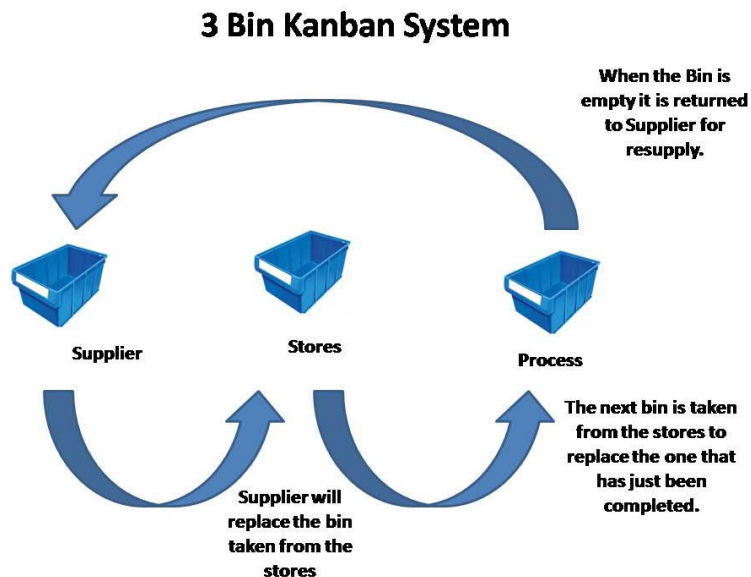 3 Bin Kanban System
When the Bin is
empty it is returned
to Supplier for
resupply.
Supplier
Stores
Process
The next bin is taken
from the stores to
replace the one that
has just been
completed.
Supplier will
replace the bin
taken from the
stores